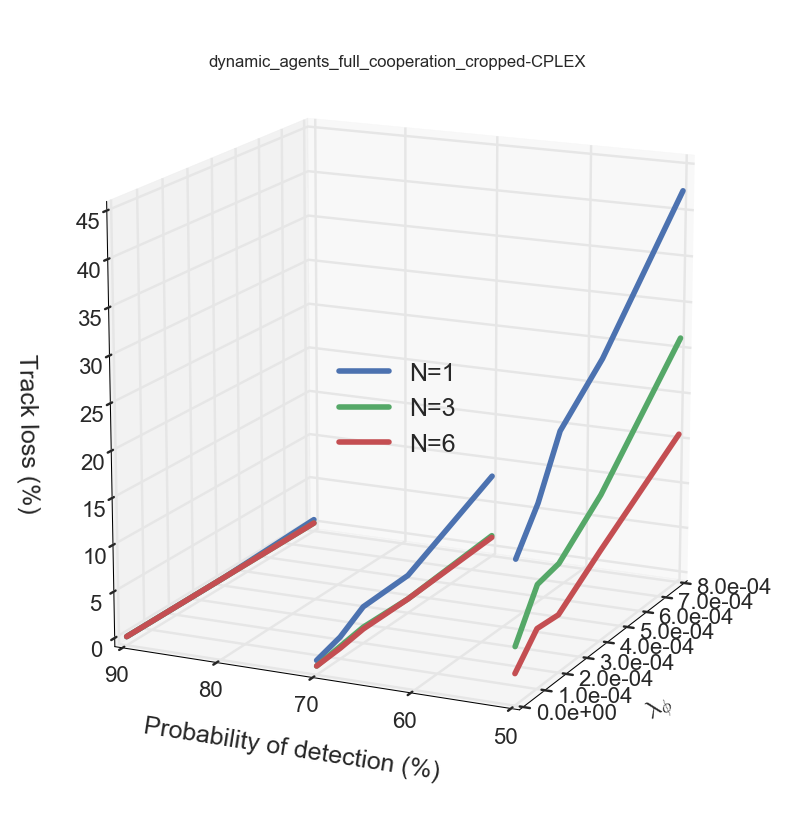 dynamic_agents_full_cooperation_cropped-CPLEX
45
40
35
30
25
20
15
10
5
0
Track loss (%)
N=1
N=3
N=6
90
80
70
60
50
Probability of detection (%)
8.0e-04
7.0e-04
6.0e-04
5.0e-04
4.0e-04
3.0e-04
2.0e-04
1.0e-04
0.0e+00
λϕ